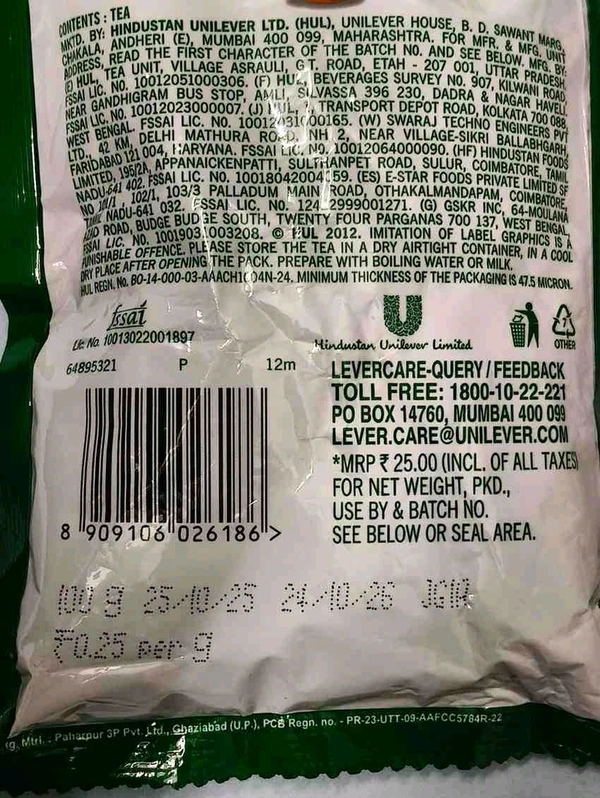 CONTENTS : TEA
MKTD. BY: HINDUSTAN UNILEVER LTD. (HUL), UNILEVER HOUSE, B. D. SAWANT MARG,
CHAKALA, ANDHERI (E), MUMBAI 400 099, MAHARASHTRA. FOR MFR. & MFG. UNIT
ADDRESS, READ THE FIRST CHARACTER OF THE BATCH NO. AND SEE BELOW. MFG. BY:
HUL, TEA UNIT, VILLAGE ASRAULI, G.T. ROAD, ETAH - 207 001, UTTAR PRADESH.
FSSAI LIC. NO. 10012051000306. (F) HUL, BEVERAGES SURVEY NO. 907, KILWANI ROAD,
NEAR GANDHIGRAM BUS STOP, AMLI, SILVASSA 396 230, DADRA & NAGAR HAVELI.
FSSAI LIC. NO. 10012023000007, (J) HUL, TRANSPORT DEPOT ROAD, KOLKATA 700 088,
WEST BENGAL. FSSAI LIC. NO. 10012031000165. (W) SWARAJ TECHNO ENGINEERS PVT
LTD., 42 KM, DELHI MATHURA ROAD, NH 2, NEAR VILLAGE-SIKRI BALLABHGARH,
FARIDABAD 121 004, HARYANA. FSSAI LIC. NO. 10012064000090. (HF) HINDUSTAN FOODS
LIMITED, 196/2A, APPANAICKENPATTI, SULTHANPET ROAD, SULUR, COIMBATORE, TAMIL
NADU-641 402. FSSAI LIC. NO. 10018042004159. (ES) E-STAR FOODS PRIVATE LIMITED SF
NO 101/1, 102/1, 103/3 PALLADUM MAIN ROAD, OTHAKALMANDAPAM, COIMBATORE,
TAMIL NADU-641 032. FSSAI LIC. NO. 12412999001271. (G) GSKR INC, 64-MOULANA
AZAD ROAD, BUDGE BUDGE SOUTH, TWENTY FOUR PARGANAS 700 137, WEST BENGAL.
FSSAI LIC. NO. 10019031003208. © HUL 2012. IMITATION OF LABEL GRAPHICS IS A
PUNISHABLE OFFENCE. PLEASE STORE THE TEA IN A DRY AIRTIGHT CONTAINER, IN A COOL
DRY PLACE AFTER OPENING THE PACK. PREPARE WITH BOILING WATER OR MILK.
HUL REGN. No. BO-14-000-03-AAACH1004N-24. MINIMUM THICKNESS OF THE PACKAGING IS 47.5 MICRON.
fssai
Lic. No. 10013022001897
U
Hindustan Unilever Limited
7
OTHER
64895321 P 12m
LEVERCARE-QUERY / FEEDBACK
TOLL FREE: 1800-10-22-221
PO BOX 14760, MUMBAI 400 099
LEVER.CARE@UNILEVER.COM
*MRP ₹ 25.00 (INCL. OF ALL TAXES)
FOR NET WEIGHT, PKD.,
USE BY & BATCH NO.
SEE BELOW OR SEAL AREA.
8 909106 026186 >
100 g 25/10/25 24/10/26
₹0.25 per g
Mtrl. - Paharpur 3P Pvt. Ltd., Ghaziabad (U.P.), PCB Regn. no. - PR-23-UTT-09-AAFCC5784R-22